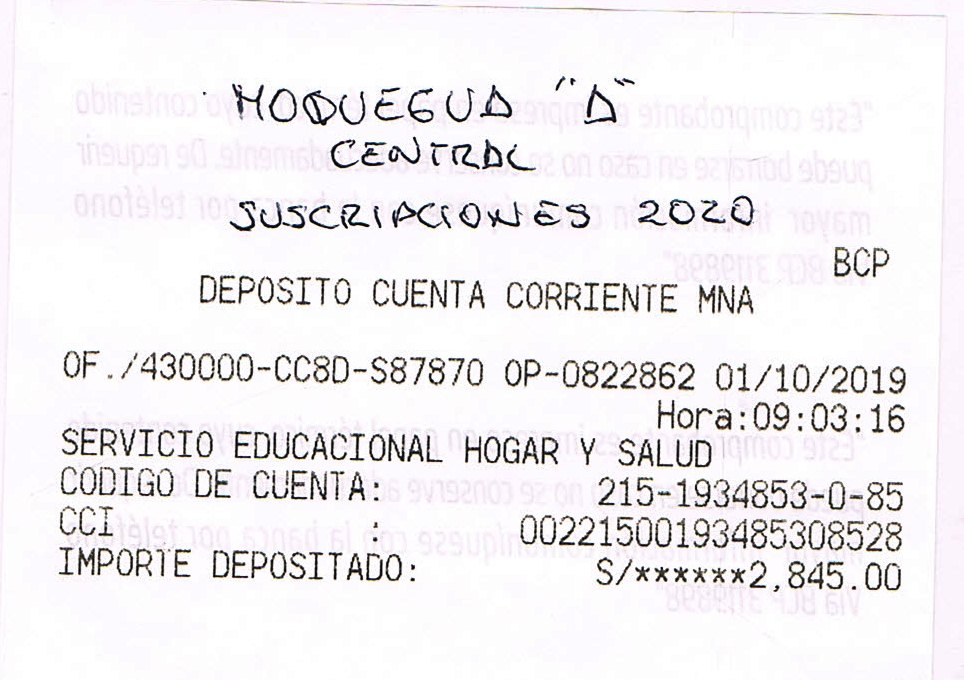 MOQUEGUA "A"
CENTRAL
SUSCRIPCIONES 2020
BCP
DEPOSITO CUENTA CORRIENTE MNA
OF./430000-CC8D-S87870 OP-0822862 01/10/2019
Hora:09:03:16
SERVICIO EDUCACIONAL HOGAR Y SALUD
CODIGO DE CUENTA: 215-1934853-0-85
CCI : 00221500193485308528
IMPORTE DEPOSITADO: S/******2,845.00